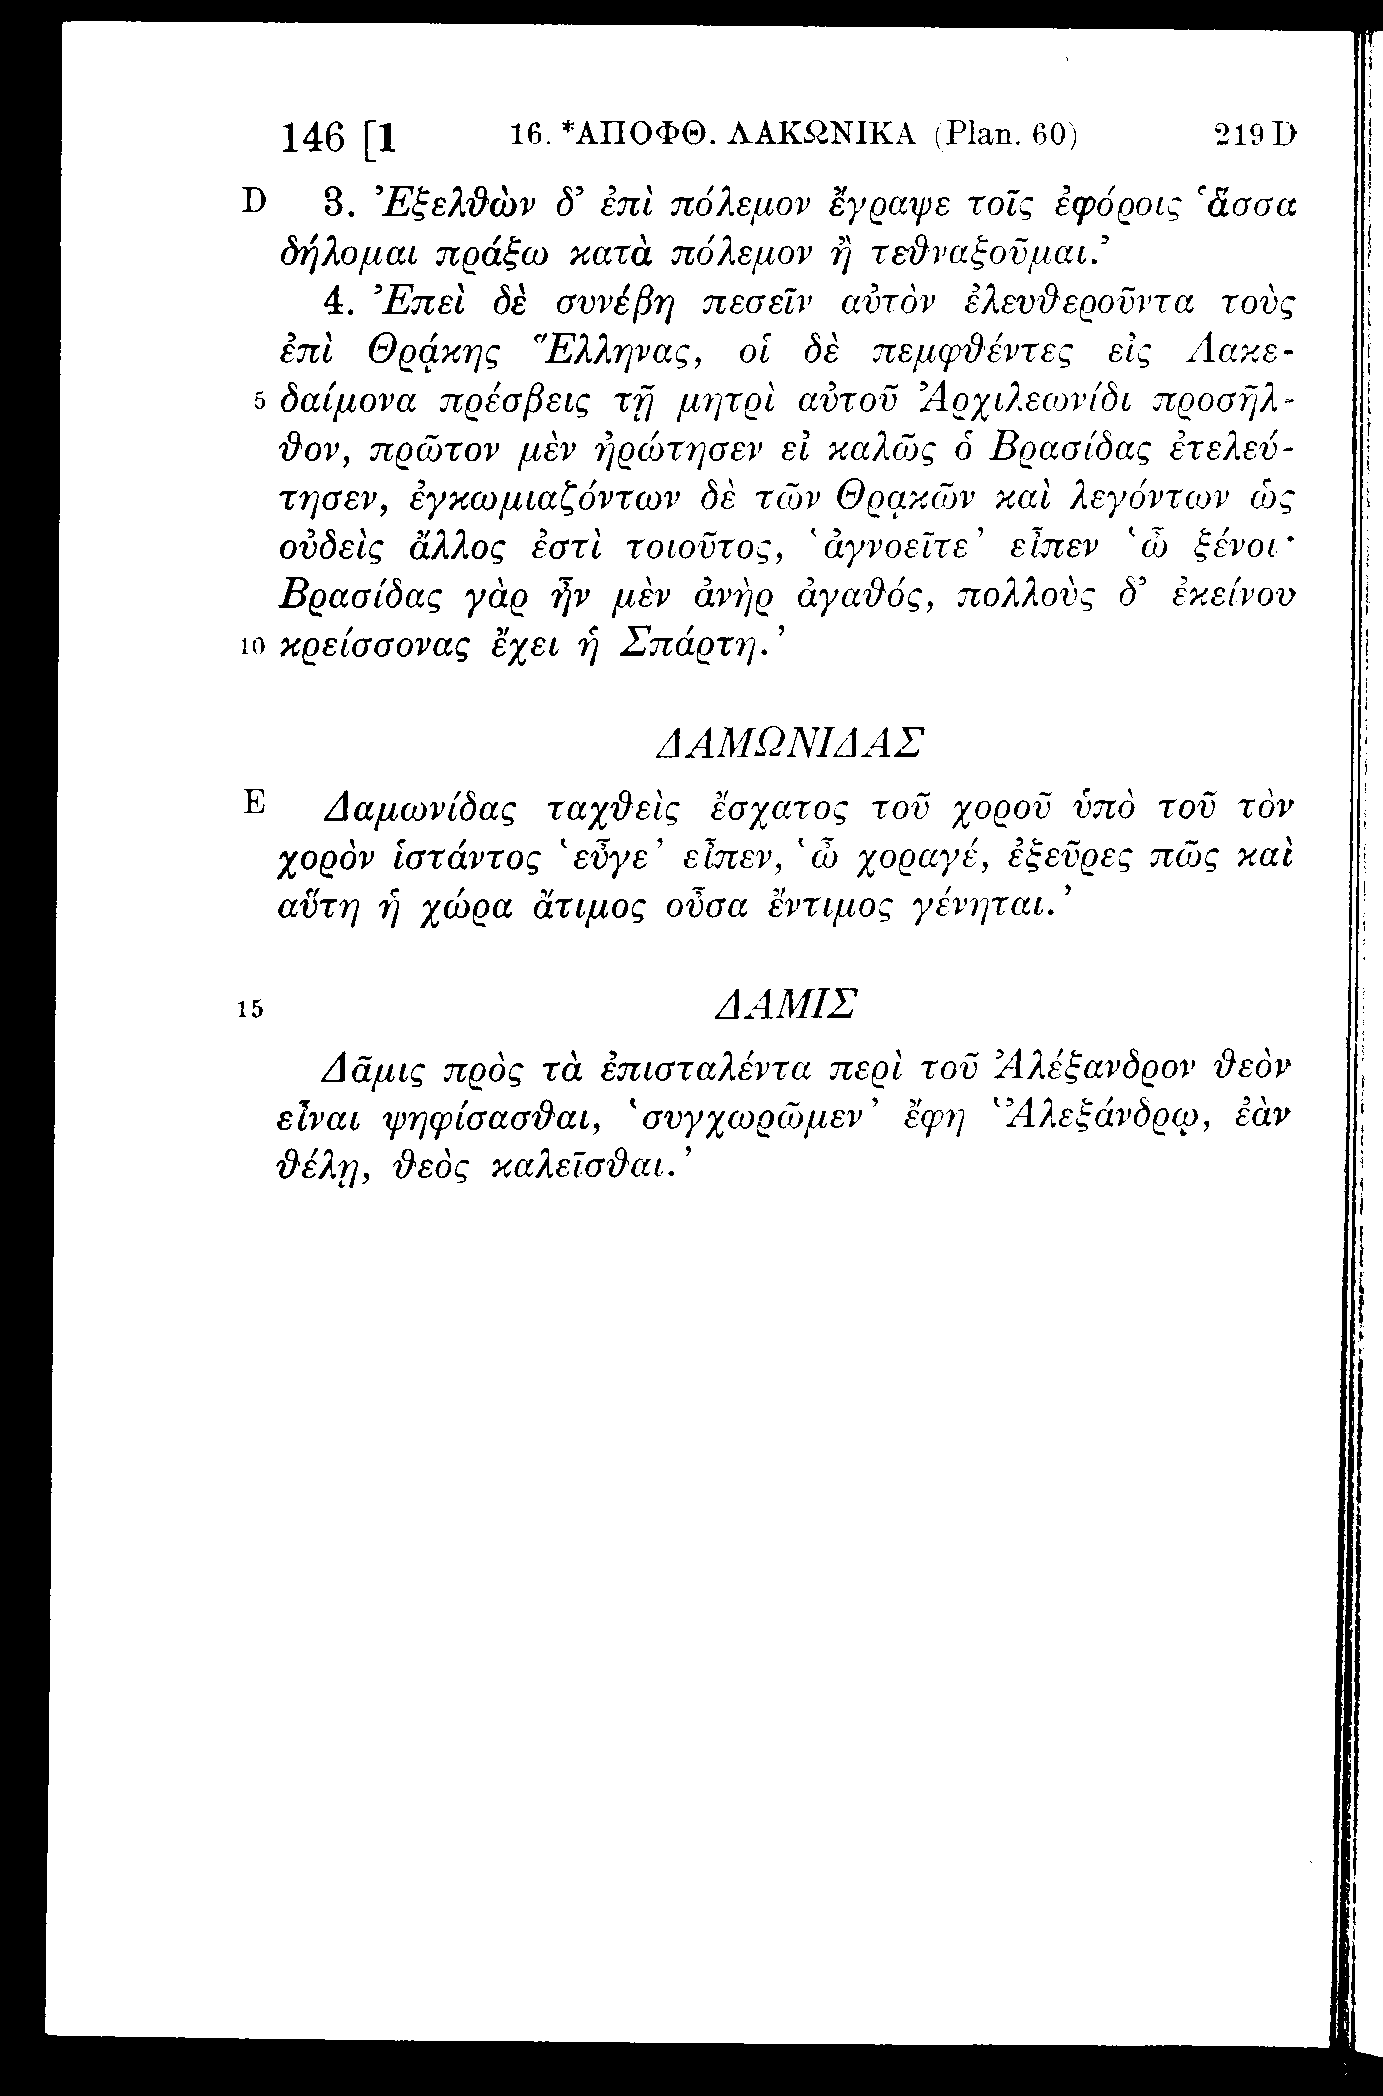 146 [1 16. *ΑΠΟΦΘ. ΛΑΚΩΝΙΚΑ (Plan. 60) 219 D
D 3. Ἐξελθὼν δ’ ἐπὶ πόλεμον ἔγραψε τοῖς ἐφόροις ‘ἅσσα
δήλομαι πράξω κατὰ πόλεμον ἢ τεθναξοῦμαι.’
4. Ἐπεὶ δὲ συνέβη πεσεῖν αὐτὸν ἐλευθεροῦντα τοὺς
ἐπὶ Θρᾴκης Ἕλληνας, οἱ δὲ πεμφθέντες εἰς Λακε-
5 δαίμονα πρέσβεις τῇ μητρὶ αὐτοῦ Ἀρχιλεωνίδι προσῆλ-
θον, πρῶτον μὲν ἠρώτησεν εἰ καλῶς ὁ Βρασίδας ἐτελεύ-
τησεν, ἐγκωμιαζόντων δὲ τῶν Θρᾳκῶν καὶ λεγόντων ὡς
οὐδεὶς ἄλλος ἐστὶ τοιοῦτος, ‘ἀγνοεῖτε’ εἶπεν ‘ὦ ξένοι·
Βρασίδας γὰρ ἦν μὲν ἀνὴρ ἀγαθός, πολλοὺς δ’ ἐκείνου
10 κρείσσονας ἔχει ἡ Σπάρτη.’
ΔΑΜΩΝΙΔΑΣ
E Δαμωνίδας ταχθεὶς ἔσχατος τοῦ χοροῦ ὑπὸ τοῦ τὸν
χορὸν ἱστάντος ‘εὖγε’ εἶπεν, ‘ὦ χοραγέ, ἐξεῦρες πῶς καὶ
αὕτη ἡ χώρα ἄτιμος οὖσα ἔντιμος γένηται.’
15 ΔΑΜΙΣ
Δᾶμις πρὸς τὰ ἐπισταλέντα περὶ τοῦ Ἀλέξανδρον θεὸν
εἶναι ψηφίσασθαι, ‘συγχωρῶμεν’ ἔφη ‘Ἀλεξάνδρῳ, ἐὰν
θέλῃ, θεὸς καλεῖσθαι.’